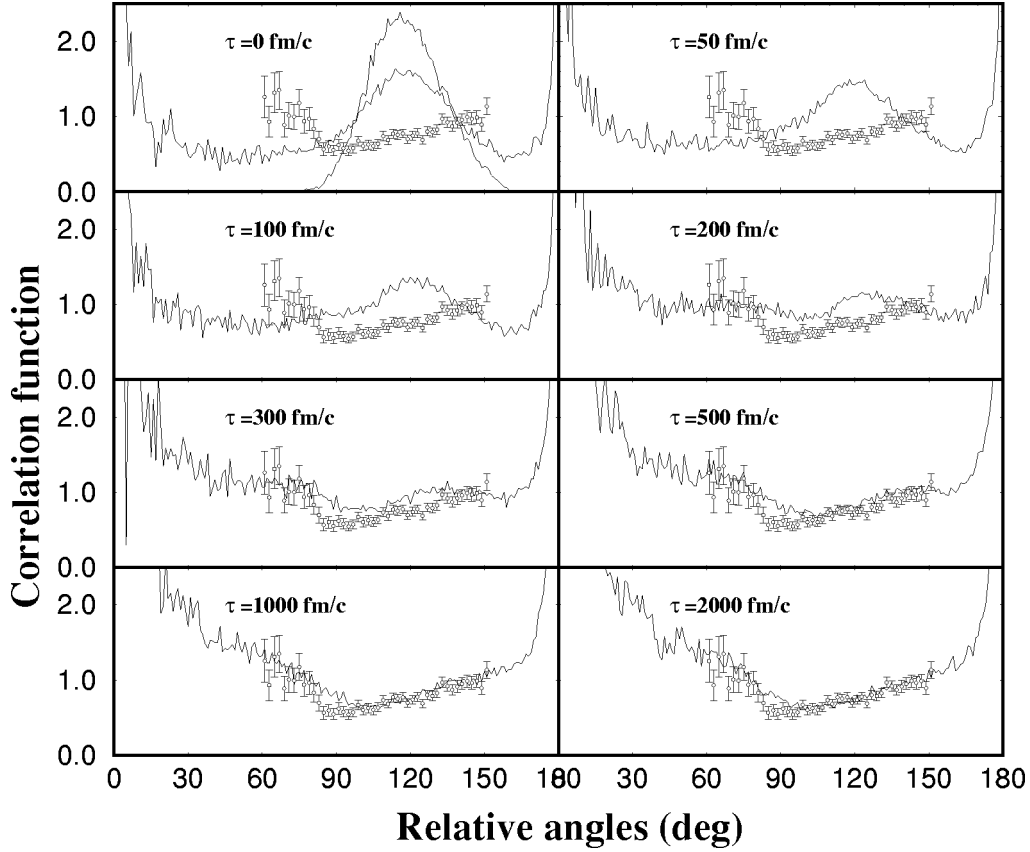 2.0
1.0
0.0
τ =0 fm/c
τ =50 fm/c
2.0
1.0
0.0
τ =100 fm/c
τ =200 fm/c
2.0
1.0
0.0
τ =300 fm/c
τ =500 fm/c
2.0
1.0
0.0
τ =1000 fm/c
τ =2000 fm/c
0 30 60 90 120 150 180 30 60 90 120 150 180
Relative angles (deg)
Correlation function